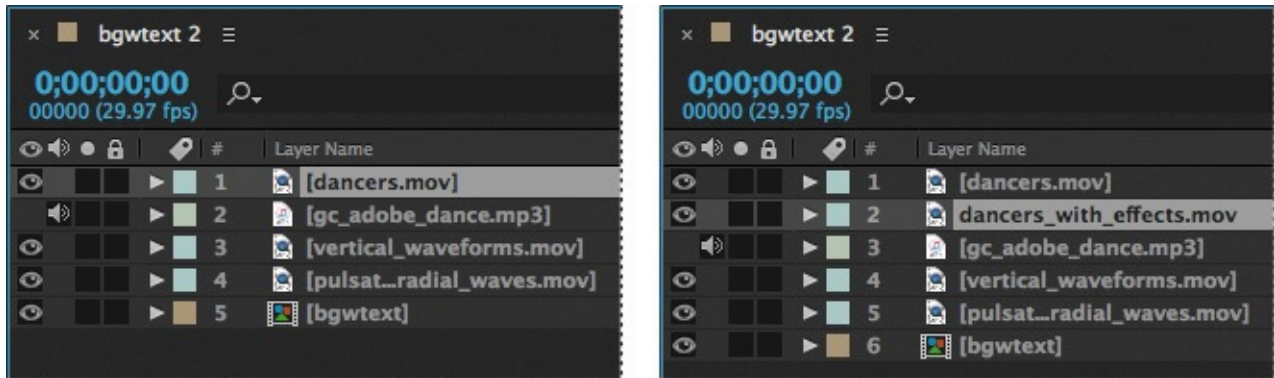 × bgwtext 2
0;00;00;00
00000 (29.97 fps)
# Layer Name
1 [dancers.mov]
2 [gc_adobe_dance.mp3]
3 [vertical_waveforms.mov]
4 [pulsat...radial_waves.mov]
5 [bgwtext]
× bgwtext 2
0;00;00;00
00000 (29.97 fps)
# Layer Name
1 [dancers.mov]
2 dancers_with_effects.mov
3 [gc_adobe_dance.mp3]
4 [vertical_waveforms.mov]
5 [pulsat...radial_waves.mov]
6 [bgwtext]